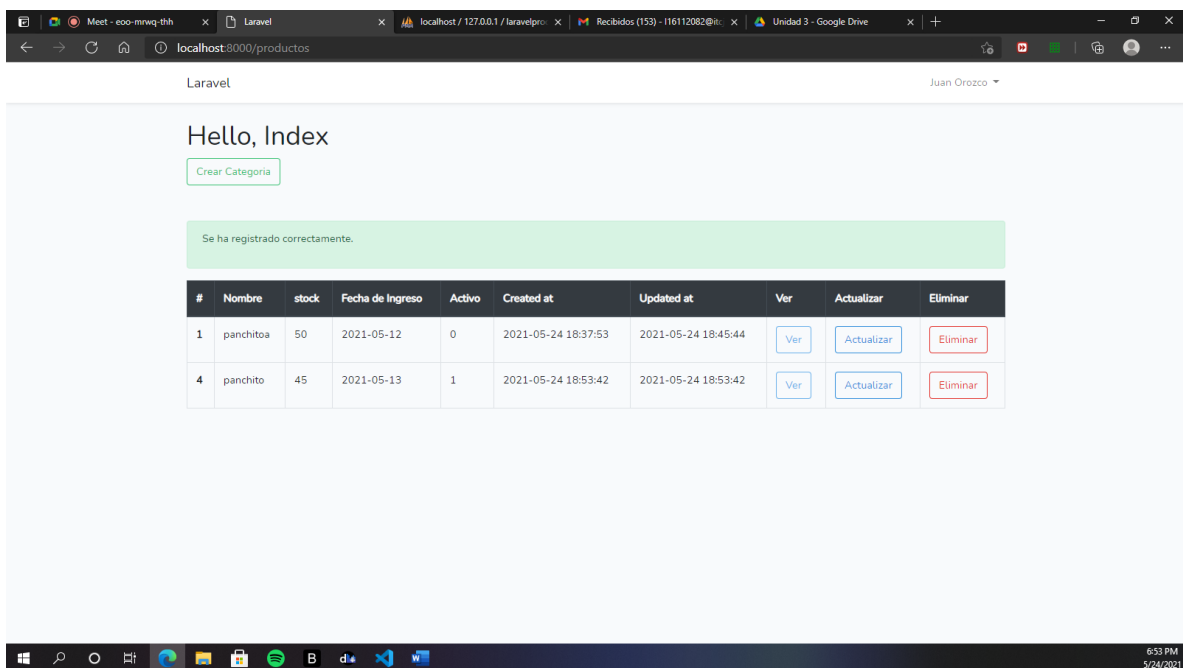 Meet - eoo-mrwq-thh
Laravel
localhost / 127.0.0.1 / laravelpro
Recibidos (153) - l16112082@itc
Unidad 3 - Google Drive
localhost:8000/productos
Laravel
Juan Orozco
Hello, Index
Crear Categoria
Se ha registrado correctamente.
# Nombre stock Fecha de Ingreso Activo Created at Updated at Ver Actualizar Eliminar
1 panchitoa 50 2021-05-12 0 2021-05-24 18:37:53 2021-05-24 18:45:44 Ver Actualizar Eliminar
4 panchito 45 2021-05-13 1 2021-05-24 18:53:42 2021-05-24 18:53:42 Ver Actualizar Eliminar
B
W
6:53 PM
5/24/2021